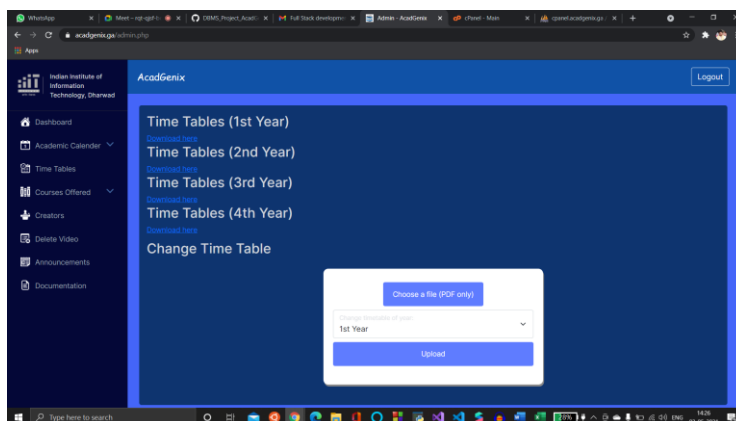 WhatsApp
Meet -
DBMS_Project_Acad
Full Stack developme
Admin - AcadGenix
cPanel - Main
cpanel.acadgenix.ga
acadgenix.ga/admin.php
Apps
Indian Institute of
Information
Technology, Dharwad
AcadGenix
Logout
Dashboard
Academic Calender
Time Tables
Courses Offered
Creators
Delete Video
Announcements
Documentation
Time Tables (1st Year)
Download here
Time Tables (2nd Year)
Download here
Time Tables (3rd Year)
Download here
Time Tables (4th Year)
Download here
Change Time Table
Choose a file (PDF only)
Change timetable of year
1st Year
Upload
Type here to search
ENG
14:26